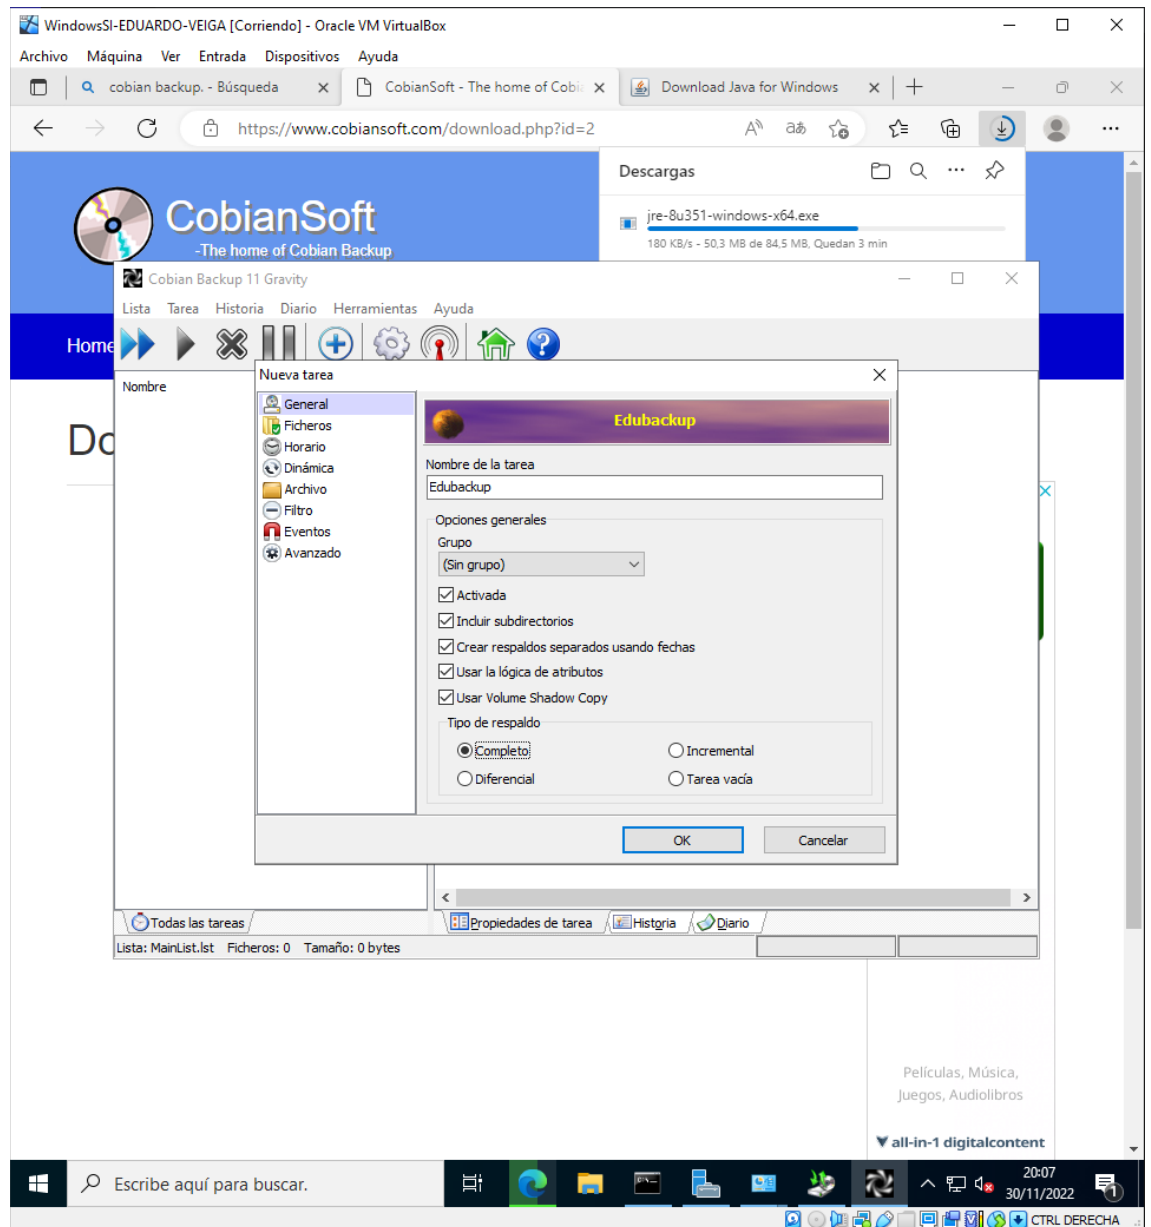 WindowsSI-EDUARDO-VEIGA [Corriendo] - Oracle VM VirtualBox
Archivo Máquina Ver Entrada Dispositivos Ayuda
cobian backup. - Búsqueda
CobianSoft - The home of Cobi
Download Java for Windows
https://www.cobiansoft.com/download.php?id=2
Descargas
jre-8u351-windows-x64.exe
180 KB/s - 50,3 MB de 84,5 MB, Quedan 3 min
CobianSoft
-The home of Cobian Backup
Home
Cobian Backup 11 Gravity
Lista Tarea Historia Diario Herramientas Ayuda
Nombre
Nueva tarea
General
Ficheros
Horario
Dinámica
Archivo
Filtro
Eventos
Avanzado
Edubackup
Nombre de la tarea
Edubackup
Opciones generales
Grupo
(Sin grupo)
Activada
Incluir subdirectorios
Crear respaldos separados usando fechas
Usar la lógica de atributos
Usar Volume Shadow Copy
Tipo de respaldo
Completo
Incremental
Diferencial
Tarea vacía
OK
Cancelar
Todas las tareas
Propiedades de tarea
Historia
Diario
Lista: MainList.lst Ficheros: 0 Tamaño: 0 bytes
Películas, Música,
Juegos, Audiolibros
all-in-1 digitalcontent
Escribe aquí para buscar.
20:07
30/11/2022
1
CTRL DERECHA